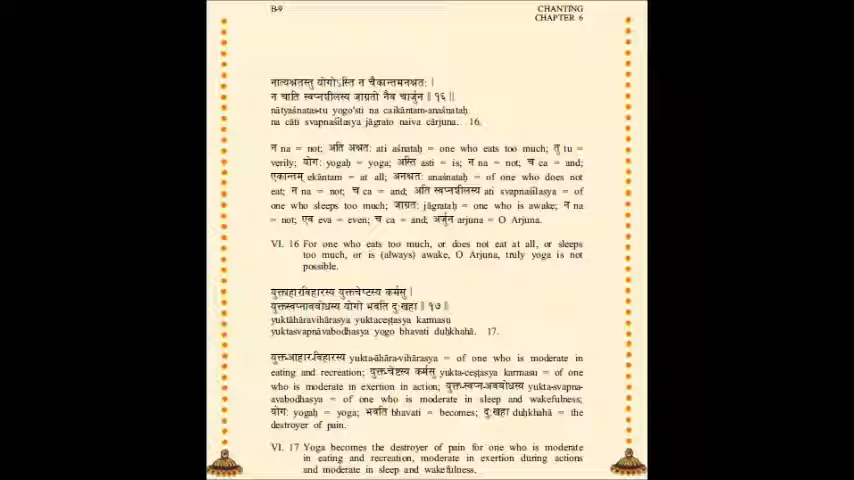 B-9
CHANTING
CHAPTER 6
नात्यश्नतस्तु योगोऽस्ति न चैकान्तमनश्नतः |
न चाति स्वप्नशीलस्य जाग्रतो नैव चार्जुन || १६ ||
nātyaśnatas-tu yogo'sti na caikāntam-anaśnataḥ
na cāti svapnaśīlasya jāgrato naiva cārjuna. 16.
न na = not; अति अश्नतः ati aśnataḥ = one who eats too much; तु tu =
verily; योगः yogaḥ = yoga; अस्ति asti = is; न na = not; च ca = and;
एकान्तम् ekāntam = at all; अनश्नतः anaśnataḥ = of one who does not
eat; न na = not; च ca = and; अति स्वप्नशीलस्य ati svapnaśīlasya = of
one who sleeps too much; जाग्रतः jāgrataḥ = one who is awake; न na
= not; एव eva = even; च ca = and; अर्जुन arjuna = O Arjuna.
VI. 16 For one who eats too much, or does not eat at all, or sleeps
too much, or is (always) awake, O Arjuna, truly yoga is not
possible.
युक्ताहारविहारस्य युक्तचेष्टस्य कर्मसु |
युक्तस्वप्नावबोधस्य योगो भवति दुःखहा || १७ ||
yuktāhāravihārasya yuktaceṣṭasya karmasu
yuktasvapnāvabodhasya yogo bhavati duḥkhahā. 17.
युक्त-आहार-विहारस्य yukta-āhāra-vihārasya = of one who is moderate in
eating and recreation; युक्त-चेष्टस्य कर्मसु yukta-ceṣṭasya karmasu = of one
who is moderate in exertion in action; युक्त-स्वप्न-अवबोधस्य yukta-svapna-
avabodhasya = of one who is moderate in sleep and wakefulness;
योगः yogaḥ = yoga; भवति bhavati = becomes; दुःखहा duḥkhahā = the
destroyer of pain.
VI. 17 Yoga becomes the destroyer of pain for one who is moderate
in eating and recreation, moderate in exertion during actions
and moderate in sleep and wakefulness.